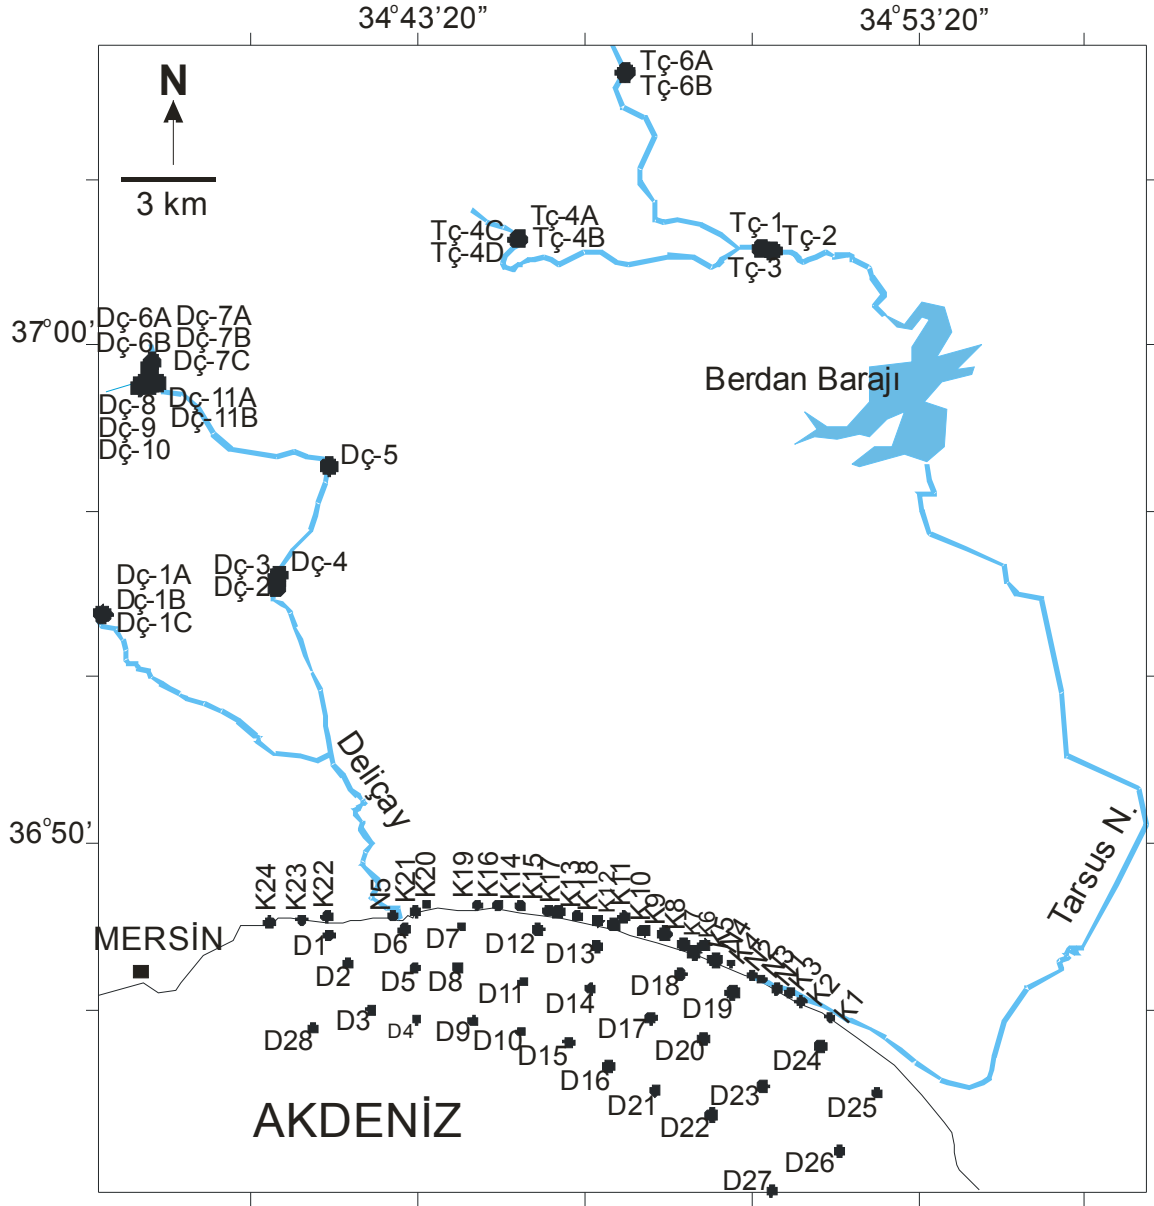 34°43'20”
34°53'20”
N
3 km
Tç-6A
Tç-6B
Tç-4A
Tç-4C
Tç-4B
Tç-4D
Tç-1
Tç-2
Tç-3
37°00'
Dç-6A
Dç-7A
Dç-6B
Dç-7B
Dç-7C
Dç-8
Dç-11A
Dç-9
Dç-11B
Dç-10
Berdan Barajı
Dç-5
Dç-3
Dç-4
Dç-2
Dç-1A
Dç-1B
Dç-1C
Deliçay
36°50'
Tarsus N.
K24
K23
K22
N5
K21
K20
K19
K16
K14
K15
K17
K13
K18
K12
K11
K10
K9
K8
K7
K6
K5
N3
K3
K2
K1
MERSİN
D1
D6
D7
D12
D13
D2
D5
D8
D11
D14
D18
D19
D3
D28
D4
D9
D10
D15
D17
D20
D24
D16
D21
D22
D23
D25
AKDENİZ
D26
D27